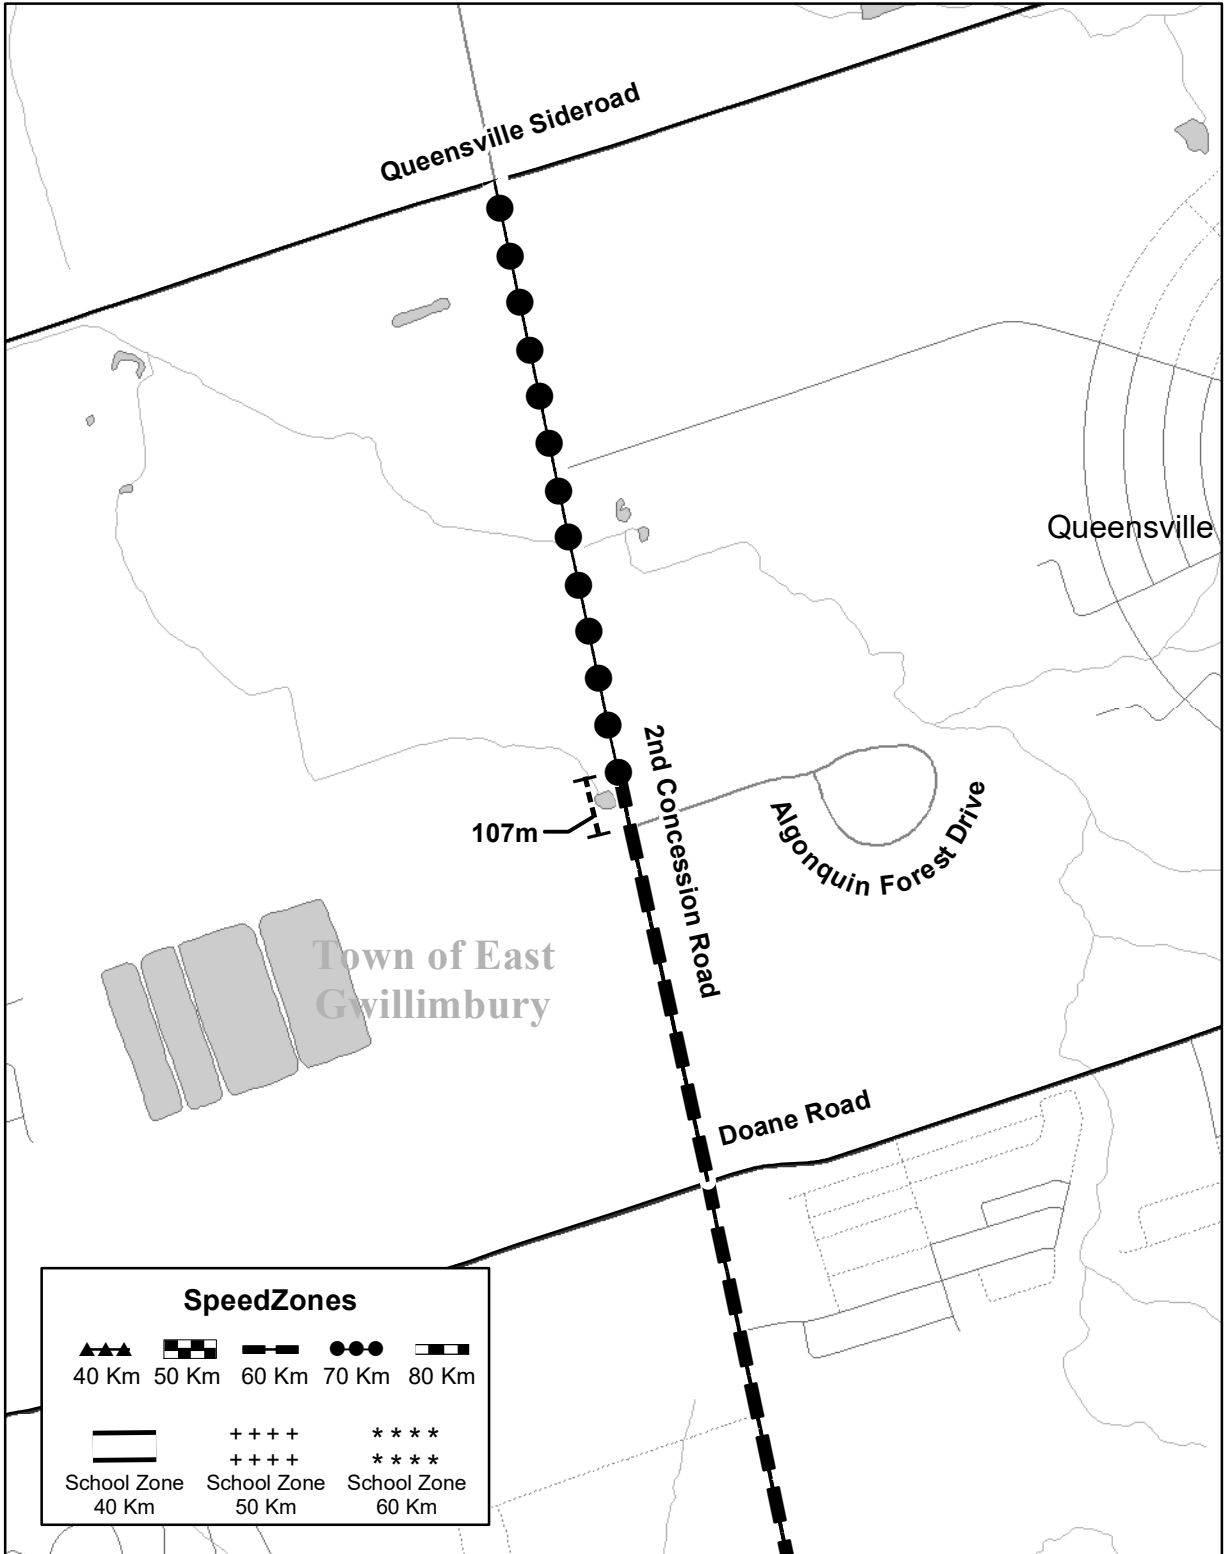 Queensville Sideroad
Queensville
2nd Concession Road
Algonquin Forest Drive
107m
Town of East
Gwillimbury
Doane Road
SpeedZones
40 Km 50 Km 60 Km 70 Km 80 Km
School Zone School Zone School Zone
40 Km 50 Km 60 Km